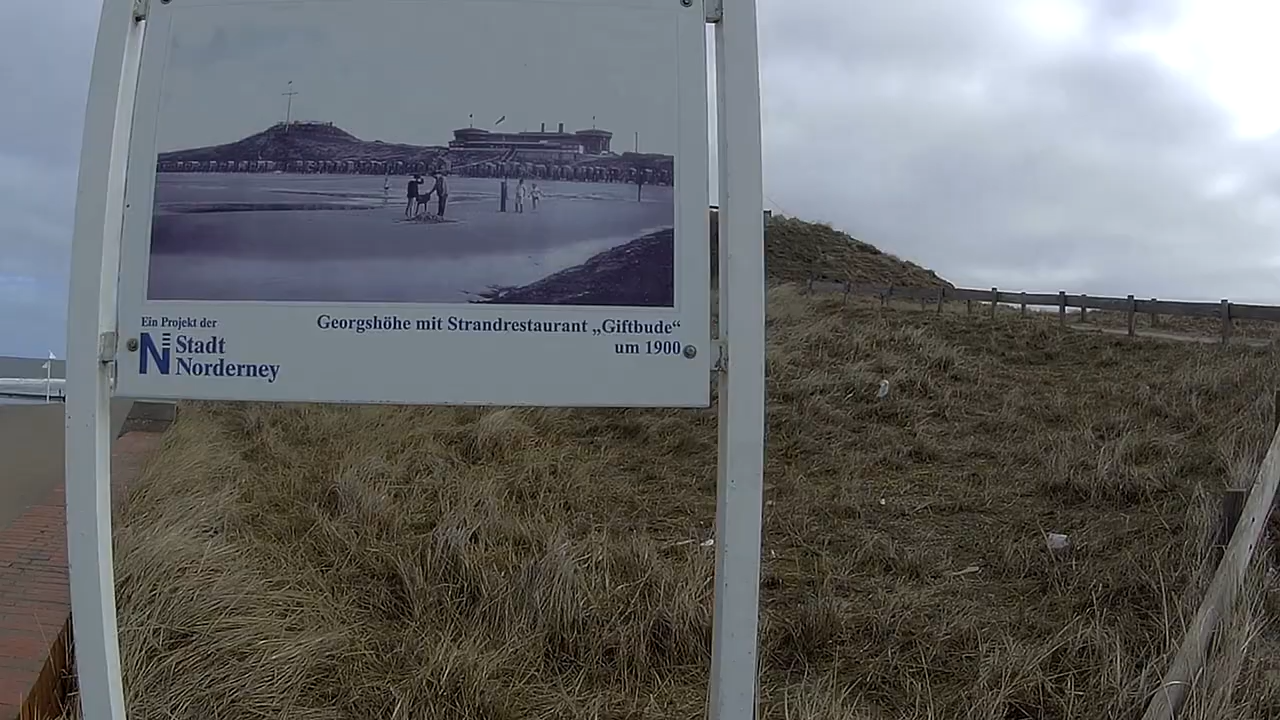 Ein Projekt der
N Stadt
Norderney
Georgshöhe mit Strandrestaurant „Giftbude“
um 1900